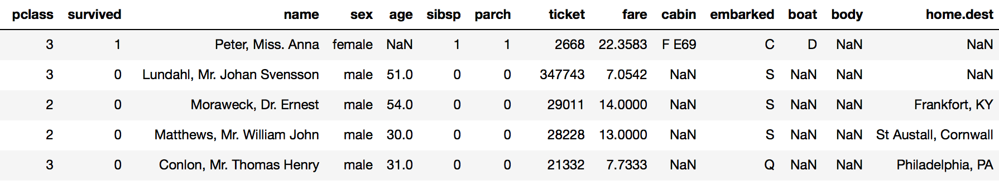 pclass survived name sex age sibsp parch ticket fare cabin embarked boat body home.dest
3 1 Peter, Miss. Anna female NaN 1 1 2668 22.3583 F E69 C D NaN NaN
3 0 Lundahl, Mr. Johan Svensson male 51.0 0 0 347743 7.0542 NaN S NaN NaN NaN
2 0 Moraweck, Dr. Ernest male 54.0 0 0 29011 14.0000 NaN S NaN NaN Frankfort, KY
2 0 Matthews, Mr. William John male 30.0 0 0 28228 13.0000 NaN S NaN NaN St Austall, Cornwall
3 0 Conlon, Mr. Thomas Henry male 31.0 0 0 21332 7.7333 NaN Q NaN NaN Philadelphia, PA